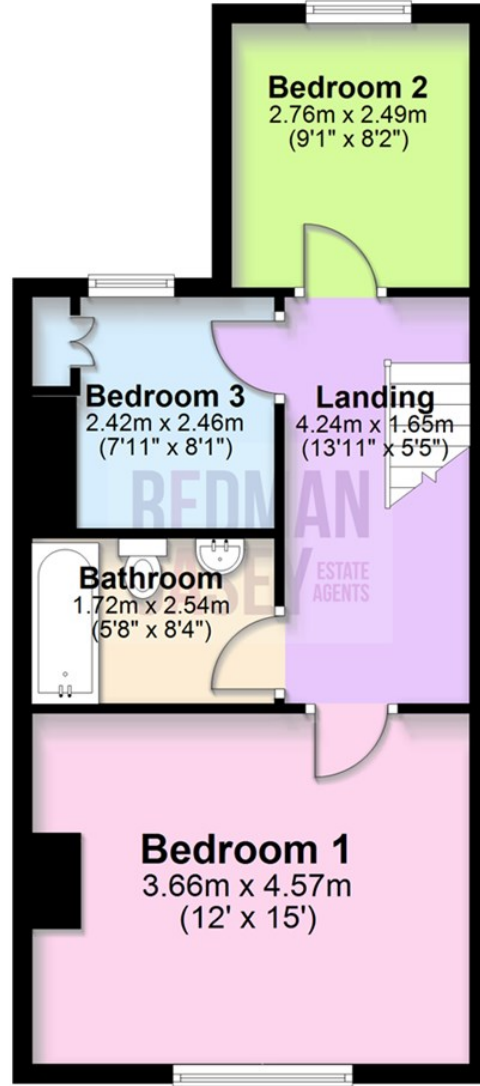 Bedroom 2
2.76m x 2.49m
(9'1" x 8'2")
Bedroom 3
2.42m x 2.46m
(7'11" x 8'1")
Landing
4.24m x 1.65m
(13'11" x 5'5")
REDMAN
CASEY
ESTATE
AGENTS
Bathroom
1.72m x 2.54m
(5'8" x 8'4")
Bedroom 1
3.66m x 4.57m
(12' x 15')